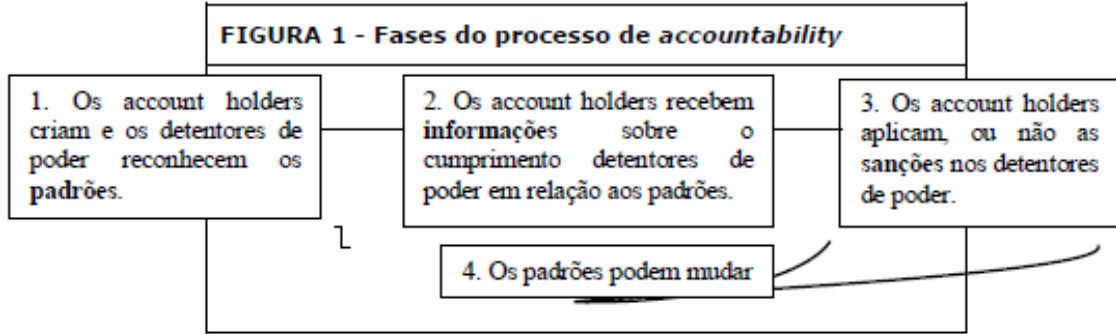 FIGURA 1 - Fases do processo de accountability
1. Os account holders
criam e os detentores de
poder reconhecem os
padrões.
2. Os account holders recebem
informações sobre o
cumprimento detentores de
poder em relação aos padrões.
3. Os account holders
aplicam, ou não as
sanções nos detentores
de poder.
4. Os padrões podem mudar